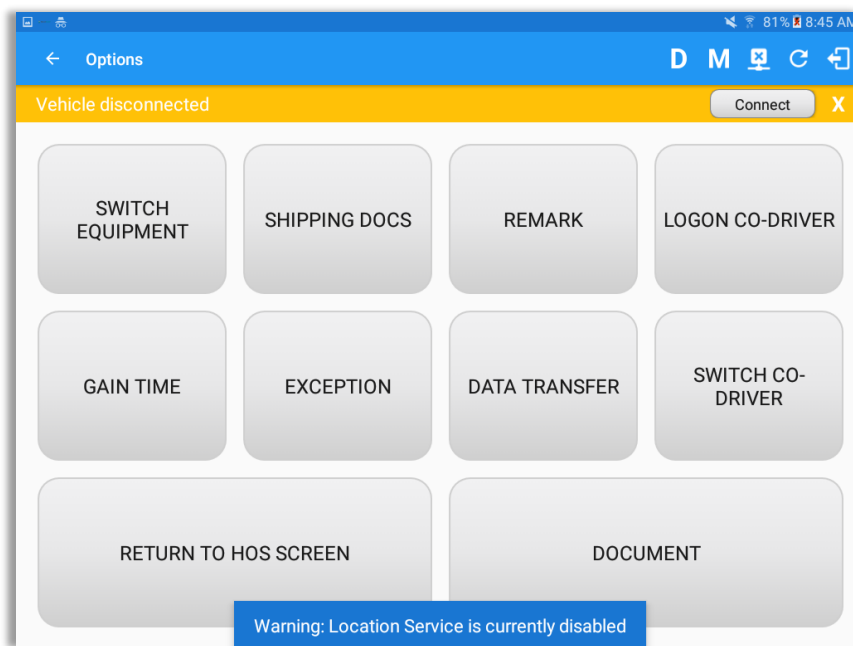 81% 8:45 AM
Options D M
Vehicle disconnected Connect X
SWITCH
EQUIPMENT
SHIPPING DOCS
REMARK
LOGON CO-DRIVER
GAIN TIME
EXCEPTION
DATA TRANSFER
SWITCH CO-
DRIVER
RETURN TO HOS SCREEN
DOCUMENT
Warning: Location Service is currently disabled